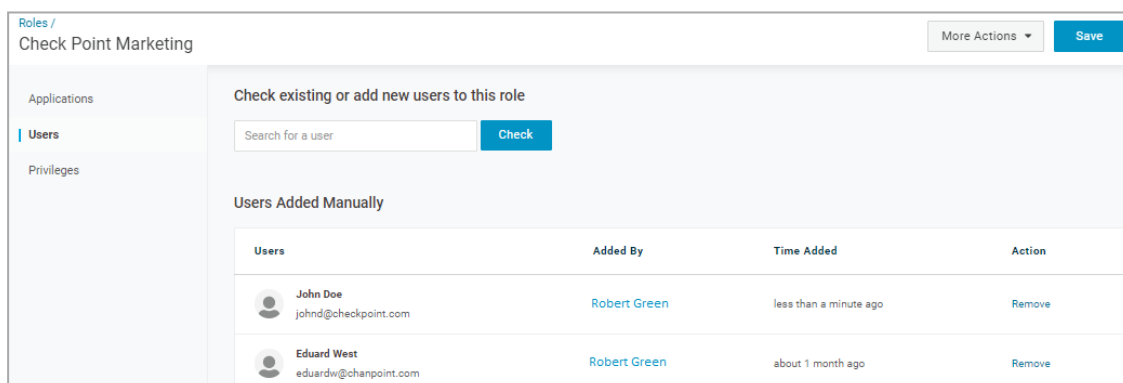 Roles /
Check Point Marketing
More Actions
Save
Applications
Users
Privileges
Check existing or add new users to this role
Search for a user
Check
Users Added Manually
Users Added By Time Added Action
John Doe
johnd@checkpoint.com
Robert Green
less than a minute ago
Remove
Eduard West
eduardw@chanpoint.com
Robert Green
about 1 month ago
Remove